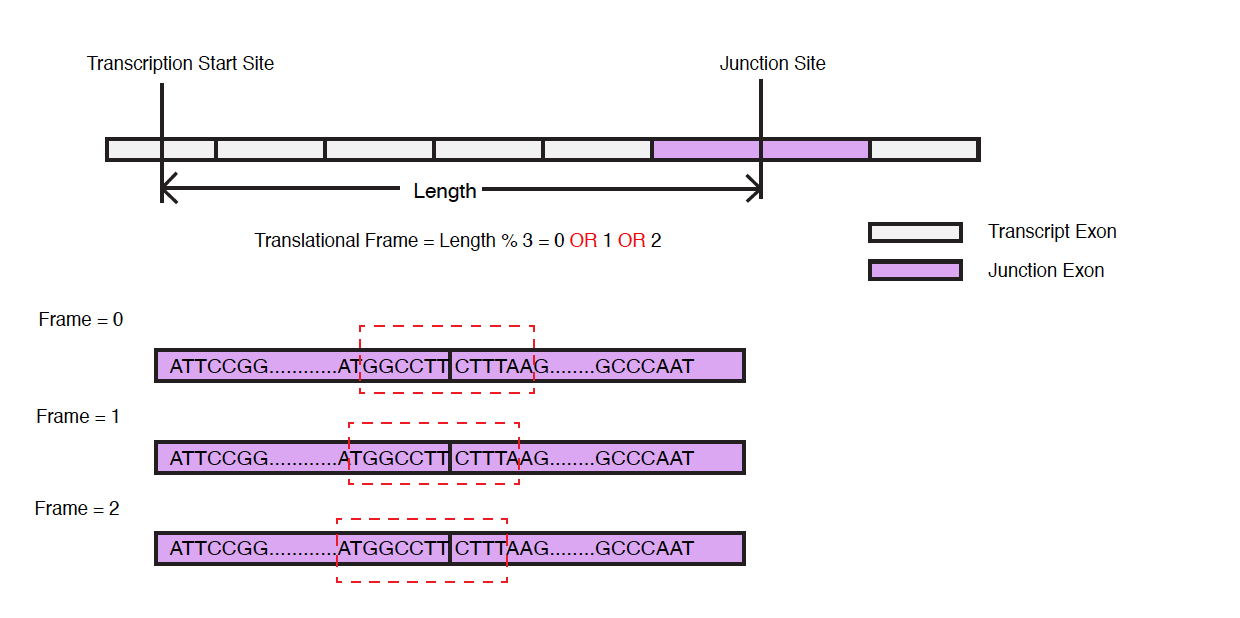 Transcription Start Site
Junction Site
Length
Translational Frame = Length % 3 = 0 OR 1 OR 2
Transcript Exon
Junction Exon
Frame = 0
ATTCCGG............ATGGCCTT CTTTAAG........GCCCAAT
Frame = 1
ATTCCGG............ATGGCCTT CTTTAAG........GCCCAAT
Frame = 2
ATTCCGG............ATGGCCTT CTTTAAG........GCCCAAT